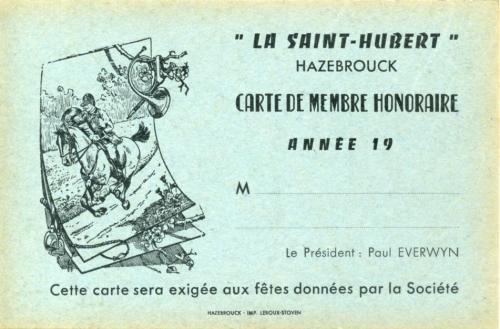 " LA SAINT-HUBERT "
HAZEBROUCK
CARTE DE MEMBRE HONORAIRE
ANNÉE 19
M
Le Président : Paul EVERWYN
Cette carte sera exigée aux fêtes données par la Société
HAZEBROUCK - IMP. LEROUX-STOVEN